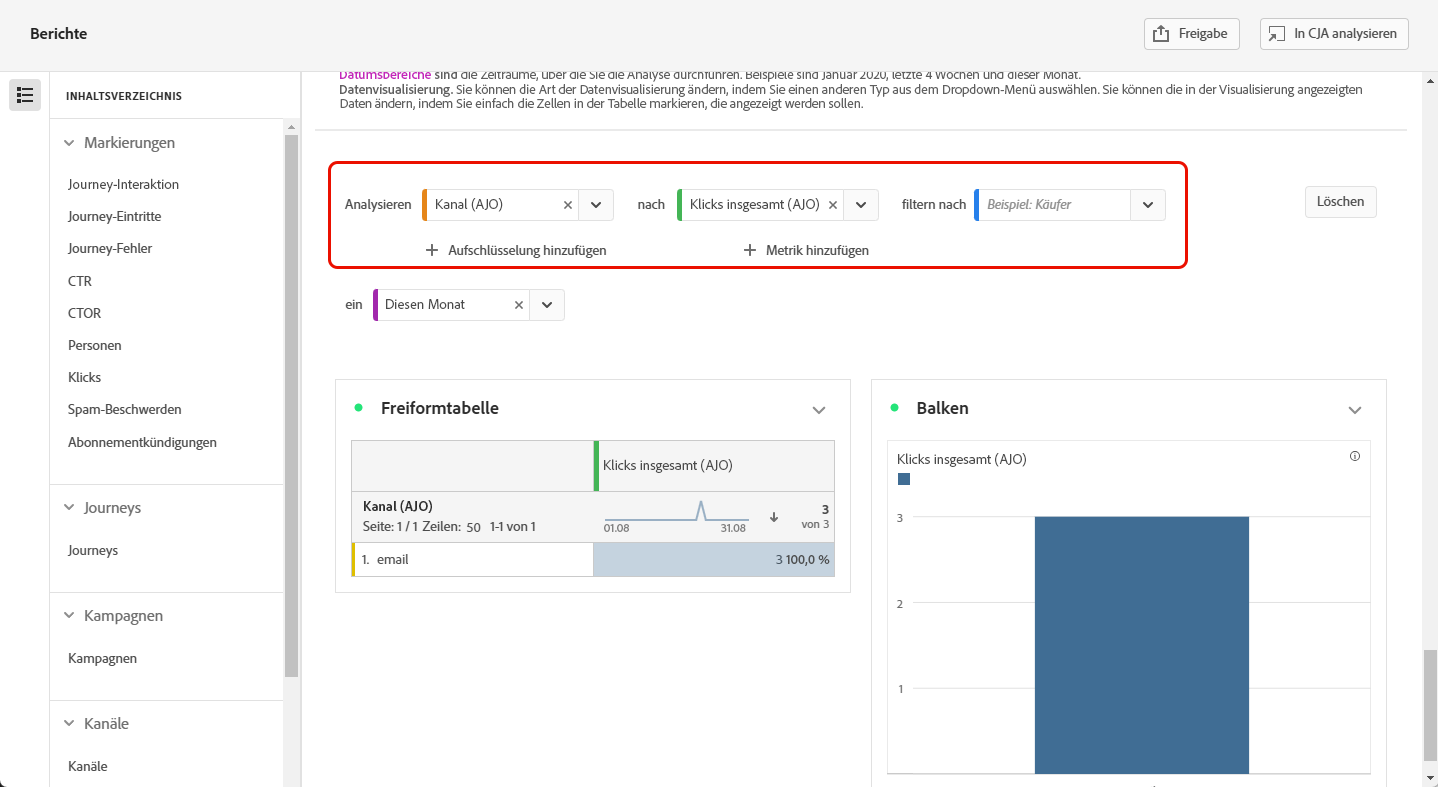 Berichte
Freigabe
In CJA analysieren
INHALTSVERZEICHNIS
Markierungen
Journey-Interaktion
Journey-Eintritte
Journey-Fehler
CTR
CTOR
Personen
Klicks
Spam-Beschwerden
Abonnementkündigungen
Journeys
Journeys
Kampagnen
Kampagnen
Kanäle
Kanäle
Datumsbereiche sind die Zeiträume, über die Sie die Analyse durchführen. Beispiele sind Januar 2020, letzte 4 Wochen und dieser Monat.
Datenvisualisierung. Sie können die Art der Datenvisualisierung ändern, indem Sie einen anderen Typ aus dem Dropdown-Menü auswählen. Sie können die in der Visualisierung angezeigten
Daten ändern, indem Sie einfach die Zellen in der Tabelle markieren, die angezeigt werden sollen.
Analysieren Kanal (AJO) nach Klicks insgesamt (AJO) filtern nach Beispiel: Käufer
Löschen
Aufschlüsselung hinzufügen Metrik hinzufügen
ein Diesen Monat
Freiformtabelle
Klicks insgesamt (AJO)
Kanal (AJO)
Seite: 1 / 1 Zeilen: 50 1-1 von 1
01.08 31.08
3
von 3
1. email 3 100,0 %
Balken
Klicks insgesamt (AJO)
3
2
1